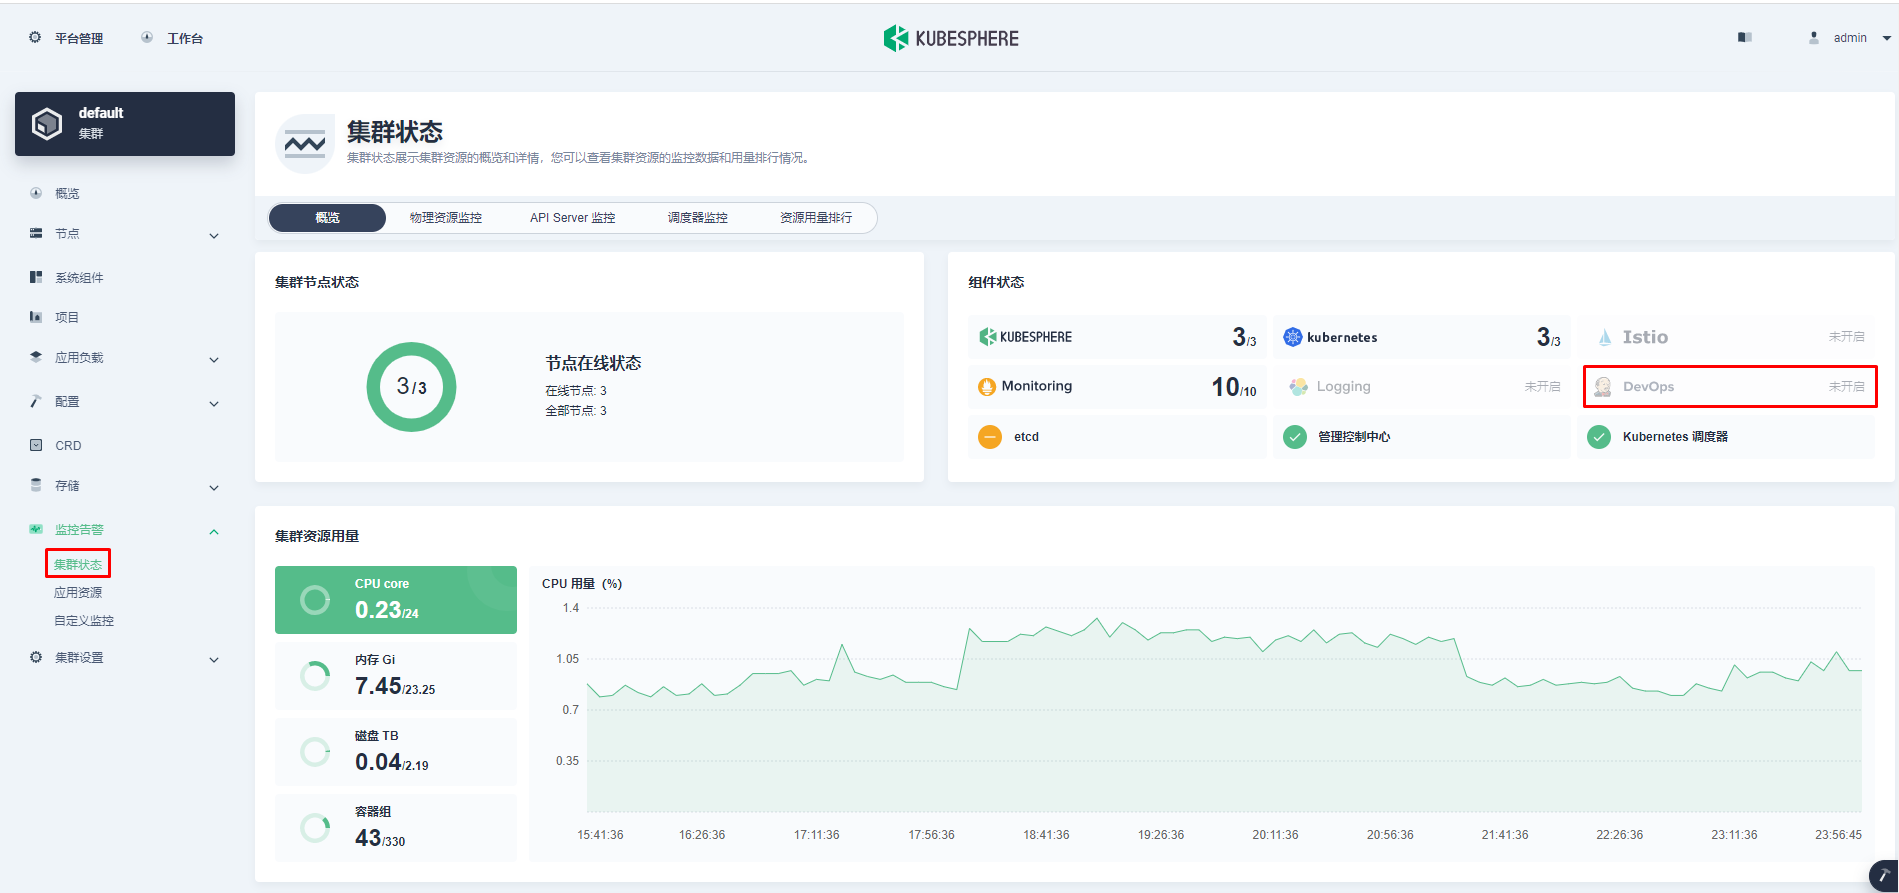 平台管理
工作台
KUBESPHERE
admin
default
集群
概览
节点
系统组件
项目
应用负载
配置
CRD
存储
监控告警
集群状态
应用资源
自定义监控
集群设置
集群状态
集群状态展示集群资源的概览和详情，您可以查看集群资源的监控数据和用量排行情况。
概览
物理资源监控
API Server 监控
调度器监控
资源用量排行
集群节点状态
3/3
节点在线状态
在线节点: 3
全部节点: 3
组件状态
KUBESPHERE 3/3
kubernetes 3/3
Istio 未开启
Monitoring 10/10
Logging 未开启
DevOps 未开启
etcd
管理控制中心
Kubernetes 调度器
集群资源用量
CPU core
0.23/24
内存 Gi
7.45/23.25
磁盘 TB
0.04/2.19
容器组
43/330
CPU 用量（%）
1.4
1.05
0.7
0.35
15:41:36 16:26:36 17:11:36 17:56:36 18:41:36 19:26:36 20:11:36 20:56:36 21:41:36 22:26:36 23:11:36 23:56:45